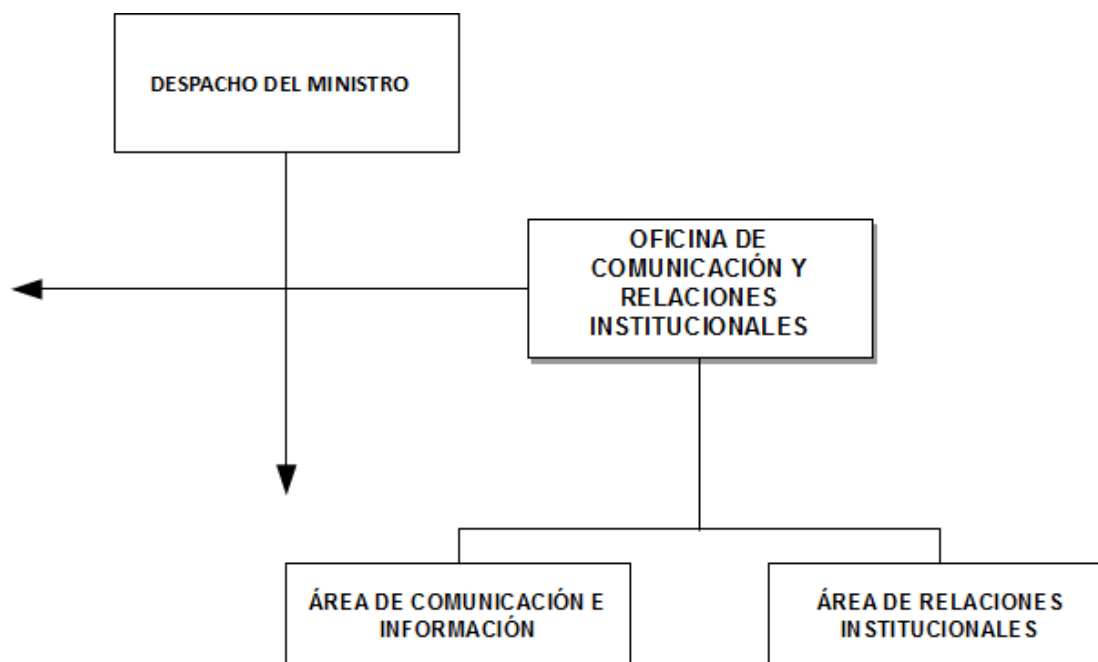 DESPACHO DEL MINISTRO
OFICINA DE
COMUNICACIÓN Y
RELACIONES
INSTITUCIONALES
ÁREA DE COMUNICACIÓN E
INFORMACIÓN
ÁREA DE RELACIONES
INSTITUCIONALES